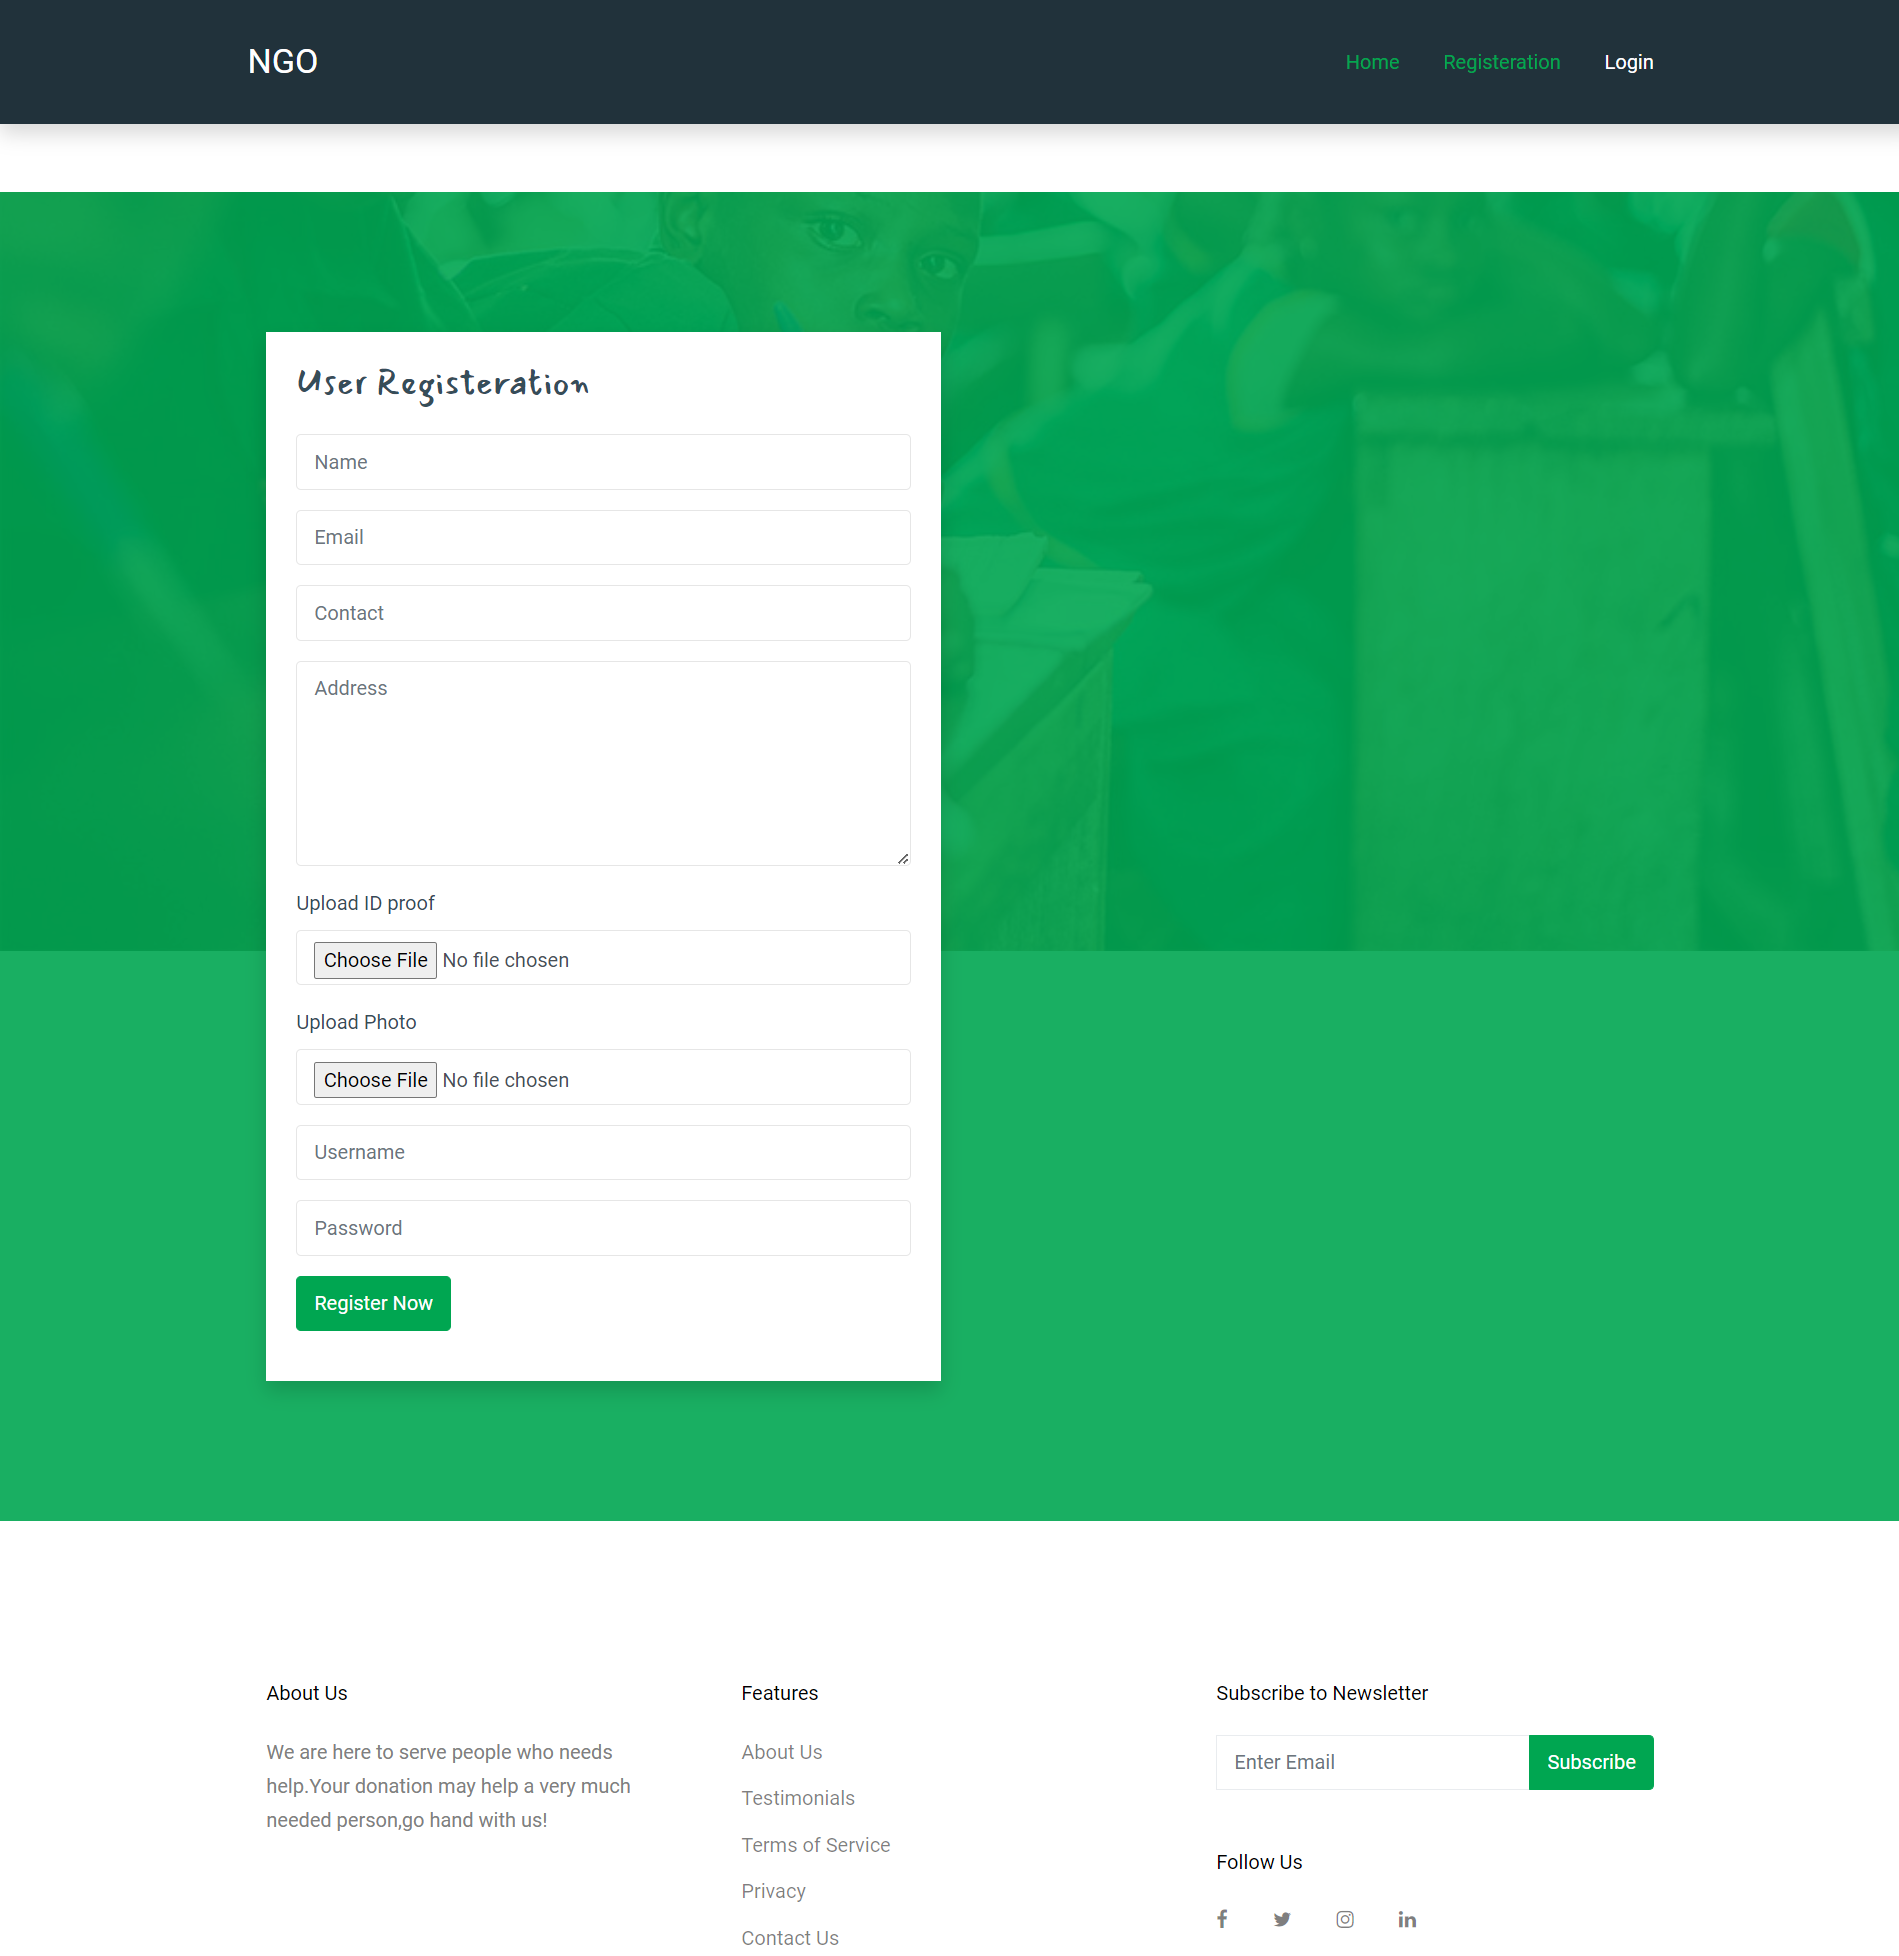 NGO
Home
Registeration
Login
User Registeration
Name
Email
Contact
Address
Upload ID proof
Choose File No file chosen
Upload Photo
Choose File No file chosen
Username
Password
Register Now
About Us
We are here to serve people who needs
help.Your donation may help a very much
needed person,go hand with us!
Features
About Us
Testimonials
Terms of Service
Privacy
Contact Us
Subscribe to Newsletter
Enter Email
Subscribe
Follow Us